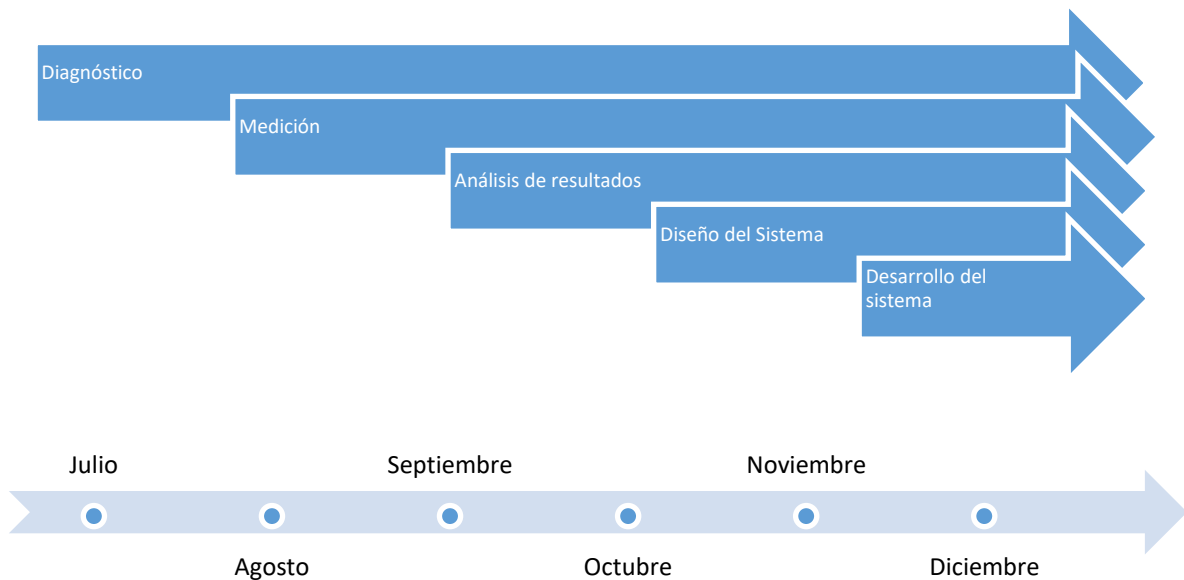 Diagnóstico
Medición
Análisis de resultados
Diseño del Sistema
Desarrollo del
sistema
Julio
Septiembre
Noviembre
Agosto
Octubre
Diciembre